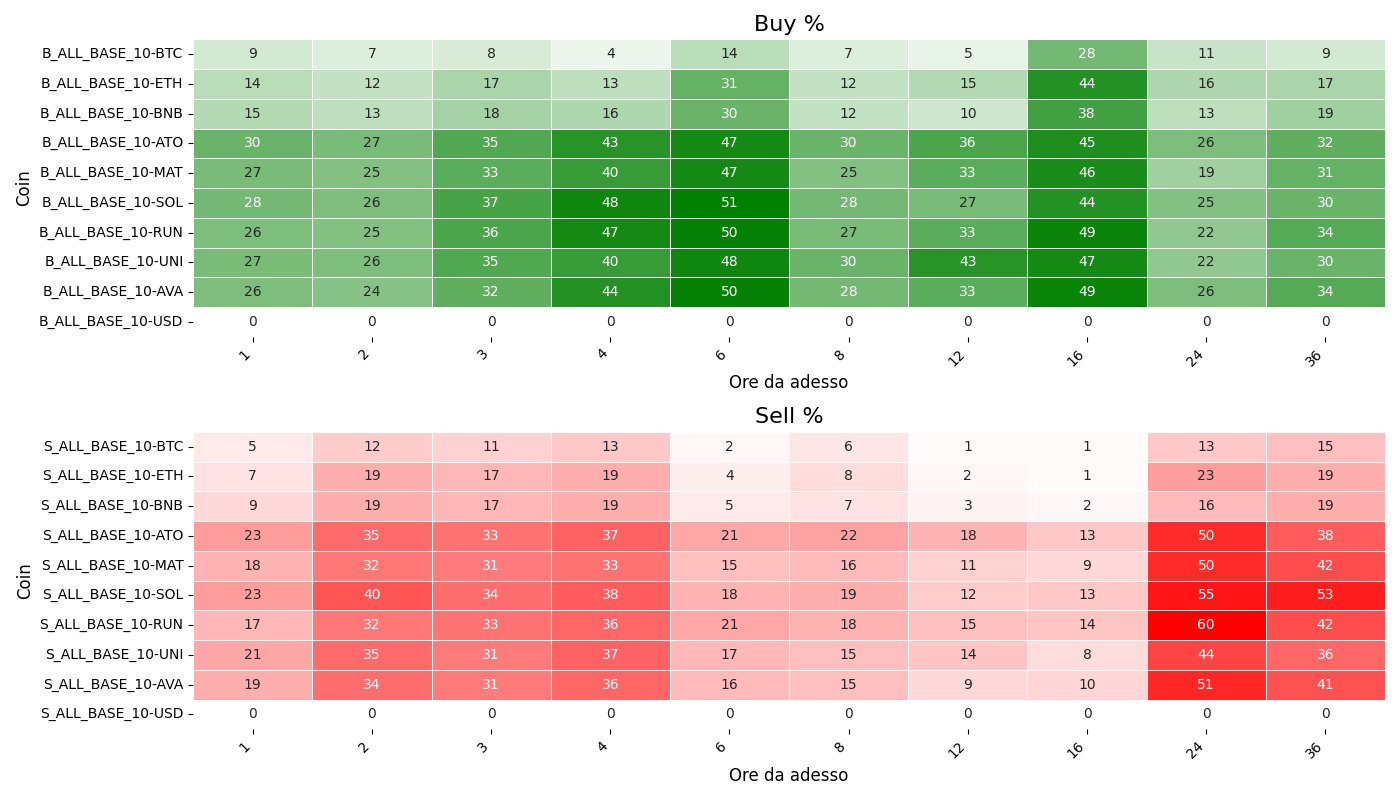 Buy %
Coin
B_ALL_BASE_10-BTC 9 7 8 4 14 7 5 28 11 9
B_ALL_BASE_10-ETH 14 12 17 13 31 12 15 44 16 17
B_ALL_BASE_10-BNB 15 13 18 16 30 12 10 38 13 19
B_ALL_BASE_10-ATO 30 27 35 43 47 30 36 45 26 32
B_ALL_BASE_10-MAT 27 25 33 40 47 25 33 46 19 31
B_ALL_BASE_10-SOL 28 26 37 48 51 28 27 44 25 30
B_ALL_BASE_10-RUN 26 25 36 47 50 27 33 49 22 34
B_ALL_BASE_10-UNI 27 26 35 40 48 30 43 47 22 30
B_ALL_BASE_10-AVA 26 24 32 44 50 28 33 49 26 34
B_ALL_BASE_10-USD 0 0 0 0 0 0 0 0 0 0
1 2 3 4 6 8 12 16 24 36
Ore da adesso
Sell %
Coin
S_ALL_BASE_10-BTC 5 12 11 13 2 6 1 1 13 15
S_ALL_BASE_10-ETH 7 19 17 19 4 8 2 1 23 19
S_ALL_BASE_10-BNB 9 19 17 19 5 7 3 2 16 19
S_ALL_BASE_10-ATO 23 35 33 37 21 22 18 13 50 38
S_ALL_BASE_10-MAT 18 32 31 33 15 16 11 9 50 42
S_ALL_BASE_10-SOL 23 40 34 38 18 19 12 13 55 53
S_ALL_BASE_10-RUN 17 32 33 36 21 18 15 14 60 42
S_ALL_BASE_10-UNI 21 35 31 37 17 15 14 8 44 36
S_ALL_BASE_10-AVA 19 34 31 36 16 15 9 10 51 41
S_ALL_BASE_10-USD 0 0 0 0 0 0 0 0 0 0
1 2 3 4 6 8 12 16 24 36
Ore da adesso